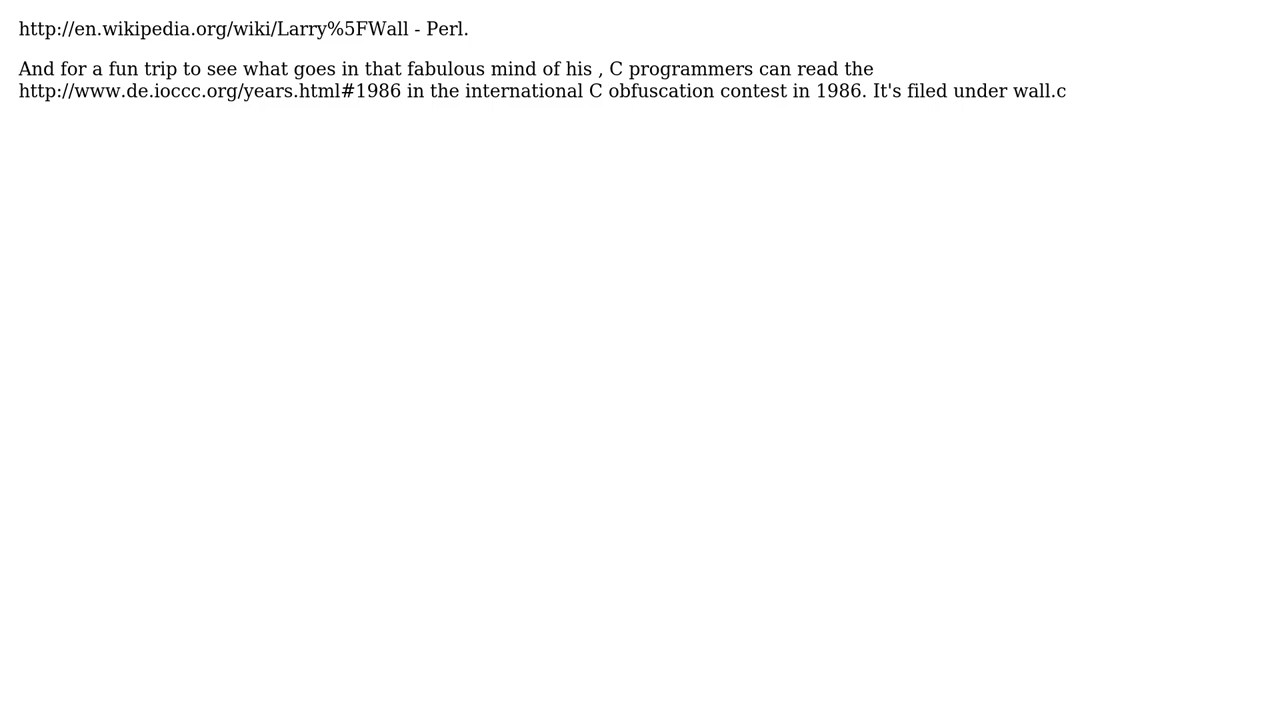 http://en.wikipedia.org/wiki/Larry%5FWall - Perl.
And for a fun trip to see what goes in that fabulous mind of his , C programmers can read the
http://www.de.ioccc.org/years.html#1986 in the international C obfuscation contest in 1986. It's filed under wall.c